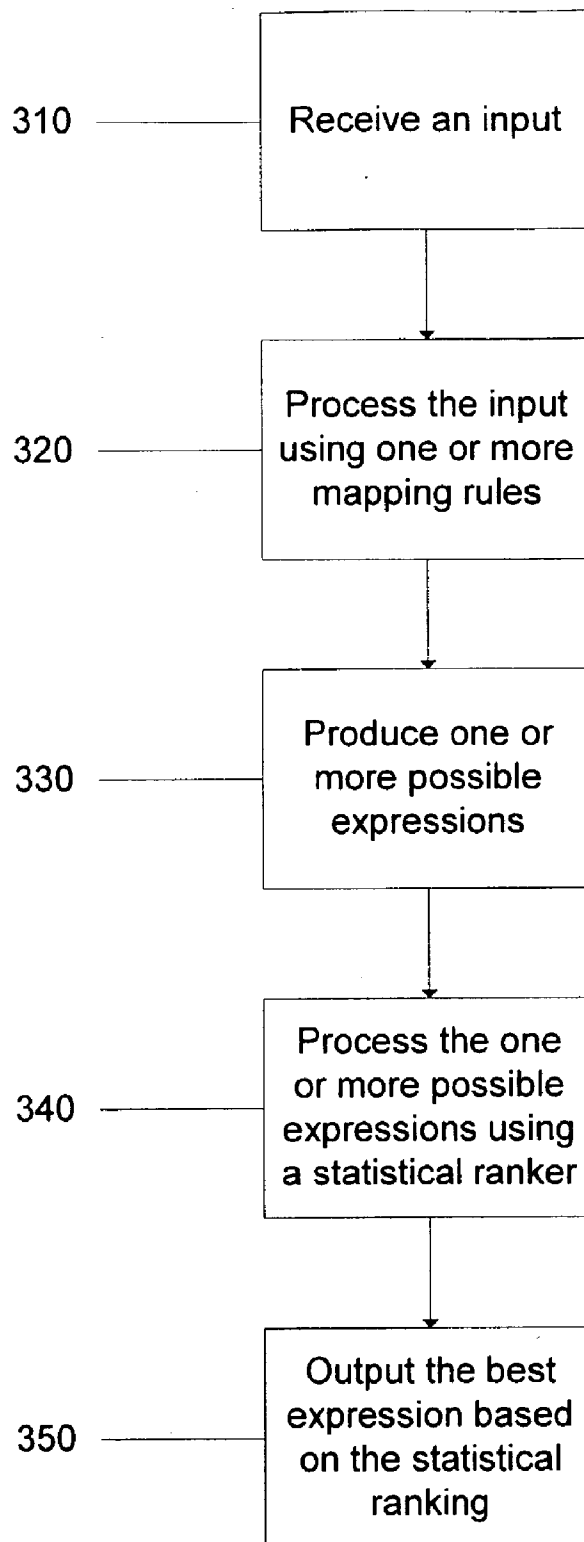 310
Receive an input
320
Process the input
using one or more
mapping rules
330
Produce one or
more possible
expressions
340
Process the one
or more possible
expressions using
a statistical ranker
350
Output the best
expression based
on the statistical
ranking